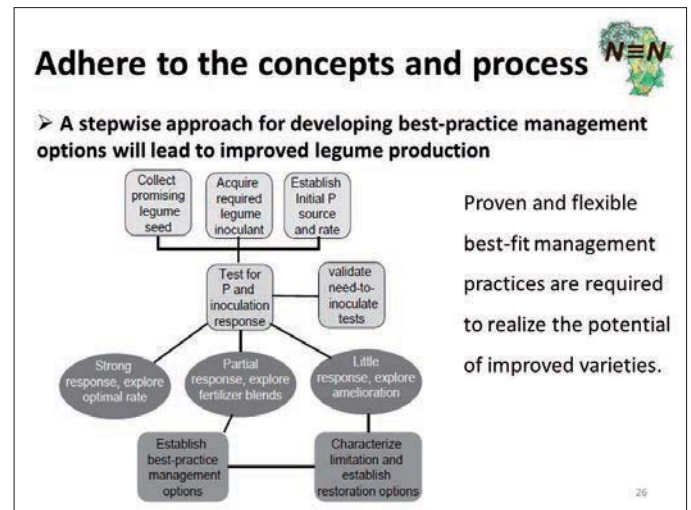 Adhere to the concepts and process
N≡N
➢ A stepwise approach for developing best-practice management
options will lead to improved legume production
Collect
promising
legume
seed
Acquire
required
legume
inoculant
Establish
Initial P
source
and rate
Test for
P and
inoculation
response
validate
need-to-
inoculate
tests
Strong
response, explore
optimal rate
Partial
response, explore
fertilizer blends
Little
response, explore
amelioration
Establish
best-practice
management
options
Characterize
limitation and
establish
restoration options
Proven and flexible
best-fit management
practices are required
to realize the potential
of improved varieties.
26